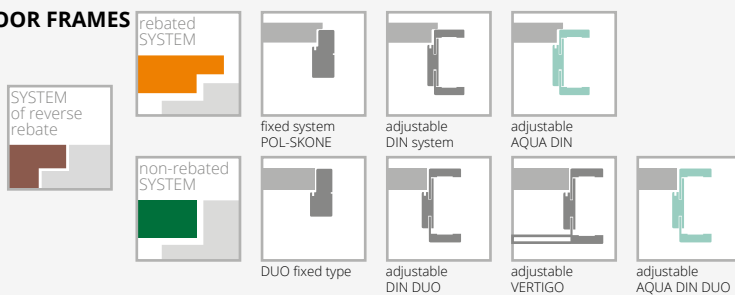 OOR FRAMES
rebated
SYSTEM
SYSTEM
of reverse
rebate
fixed system
POL-SKONE
adjustable
DIN system
adjustable
AQUA DIN
non-rebated
SYSTEM
DUO fixed type
adjustable
DIN DUO
adjustable
VERTIGO
adjustable
AQUA DIN DUO